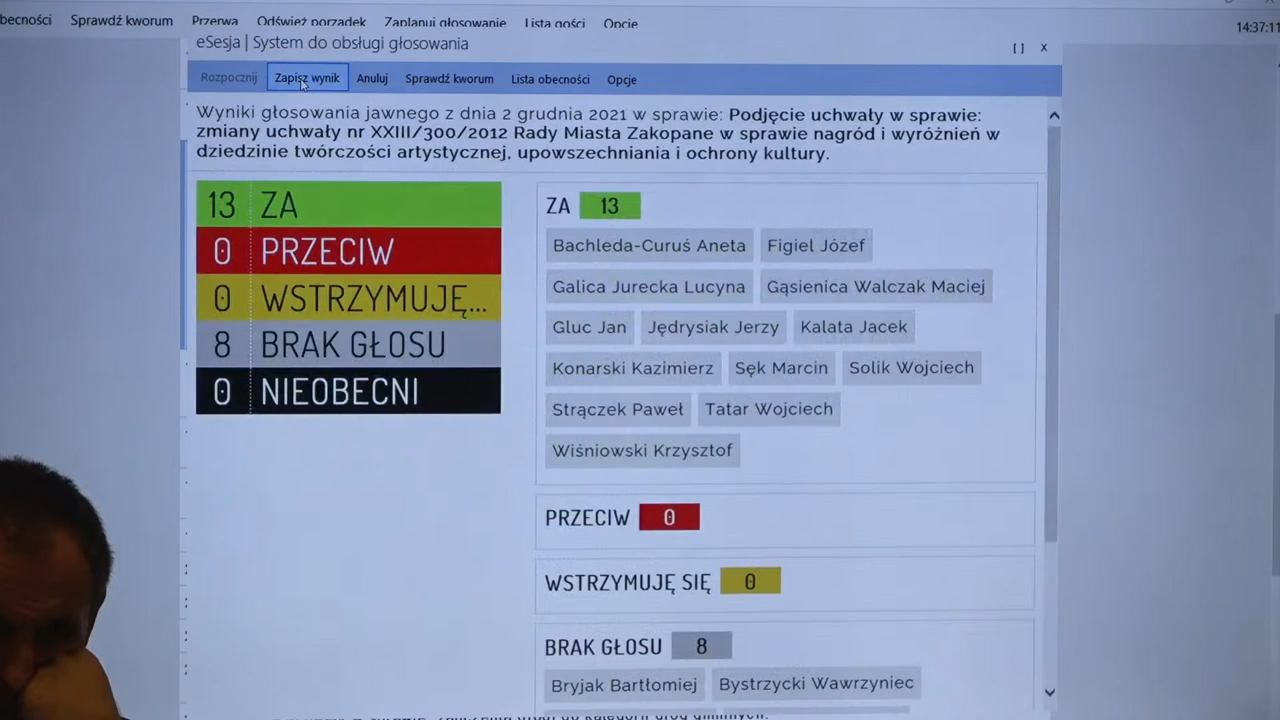 becności Sprawdź kworum Przerwa Odśwież porządek Zaplanuj głosowanie Lista gości Opcje
14:37:11
eSesja | System do obsługi głosowania
[ ] x
Rozpocznij Zapisz wynik Anuluj Sprawdź kworum Lista obecności Opcje
Wyniki głosowania jawnego z dnia 2 grudnia 2021 w sprawie: Podjęcie uchwały w sprawie:
zmiany uchwały nr XXIII/300/2012 Rady Miasta Zakopane w sprawie nagród i wyróżnień w
dziedzinie twórczości artystycznej, upowszechniania i ochrony kultury.
13 ZA
0 PRZECIW
0 WSTRZYMUJĘ...
8 BRAK GŁOSU
0 NIEOBECNI
ZA 13
Bachleda-Curuś Aneta Figiel Józef
Galica Jurecka Lucyna Gąsienica Walczak Maciej
Gluc Jan Jędrysiak Jerzy Kalata Jacek
Konarski Kazimierz Sęk Marcin Solik Wojciech
Strączek Paweł Tatar Wojciech
Wiśniowski Krzysztof
PRZECIW 0
WSTRZYMUJĘ SIĘ 0
BRAK GŁOSU 8
Bryjak Bartłomiej Bystrzycki Wawrzyniec